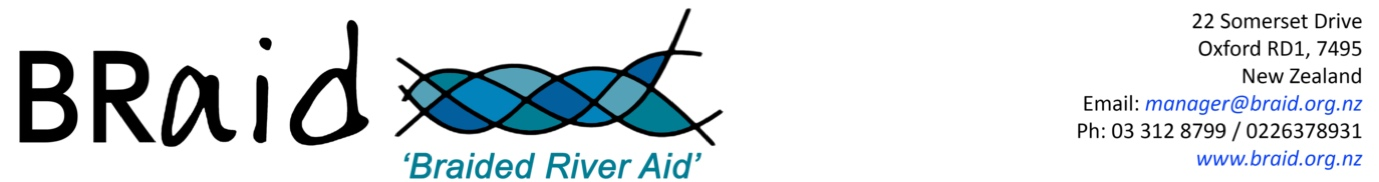 BRaid
'Braided River Aid'
22 Somerset Drive
Oxford RD1, 7495
New Zealand
Email: manager@braid.org.nz
Ph: 03 312 8799 / 0226378931
www.braid.org.nz